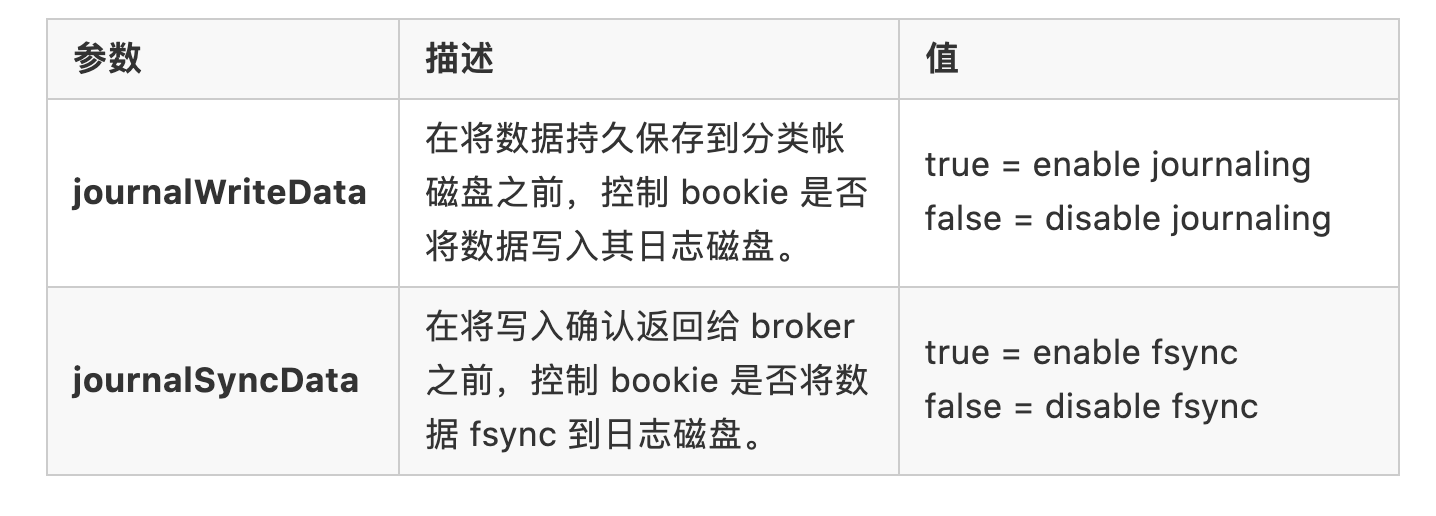 参数
描述
值
journalWriteData
在将数据持久保存到分类帐
磁盘之前，控制 bookie 是否
将数据写入其日志磁盘。
true = enable journaling
false = disable journaling
journalSyncData
在将写入确认返回给 broker
之前，控制 bookie 是否将数
据 fsync 到日志磁盘。
true = enable fsync
false = disable fsync